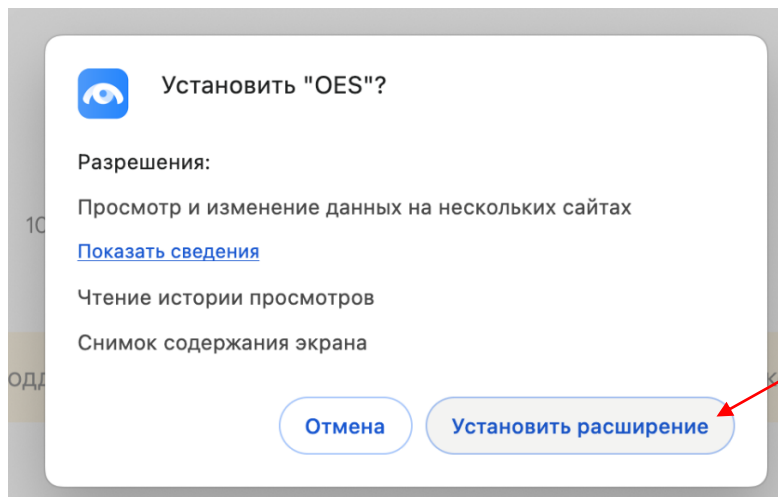 Установить "OES"?
Разрешения:
Просмотр и изменение данных на нескольких сайтах
10
Показать сведения
Чтение истории просмотров
Снимок содержания экрана
Отмена
Установить расширение